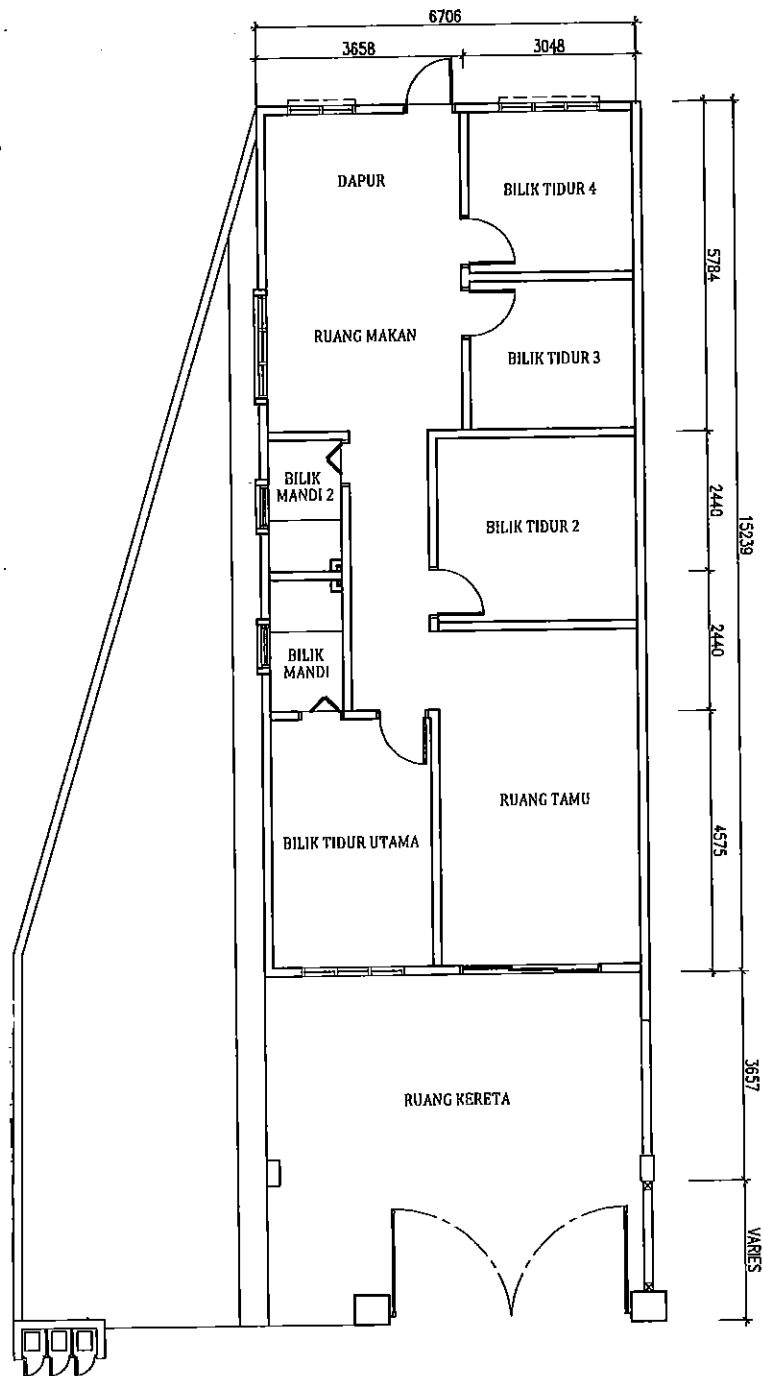 6706
3658
3048
DAPUR
BILIK TIDUR 4
5784
RUANG MAKAN
BILIK TIDUR 3
BILIK
MANDI 2
2440
BILIK TIDUR 2
15239
2440
BILIK
MANDI
RUANG TAMU
BILIK TIDUR UTAMA
4575
3657
RUANG KERETA
VARIES